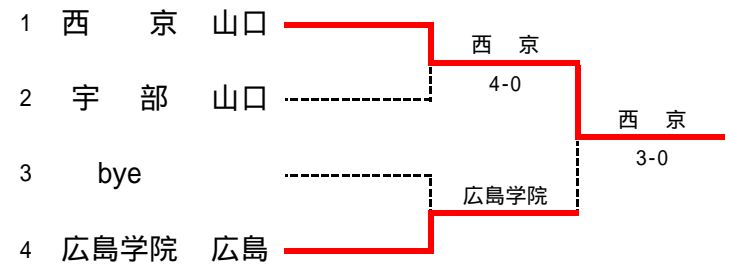 1 西 京 山口
西 京
4-0
2 宇 部 山口
西 京
3-0
3 bye
広島学院
4 広島学院 広島